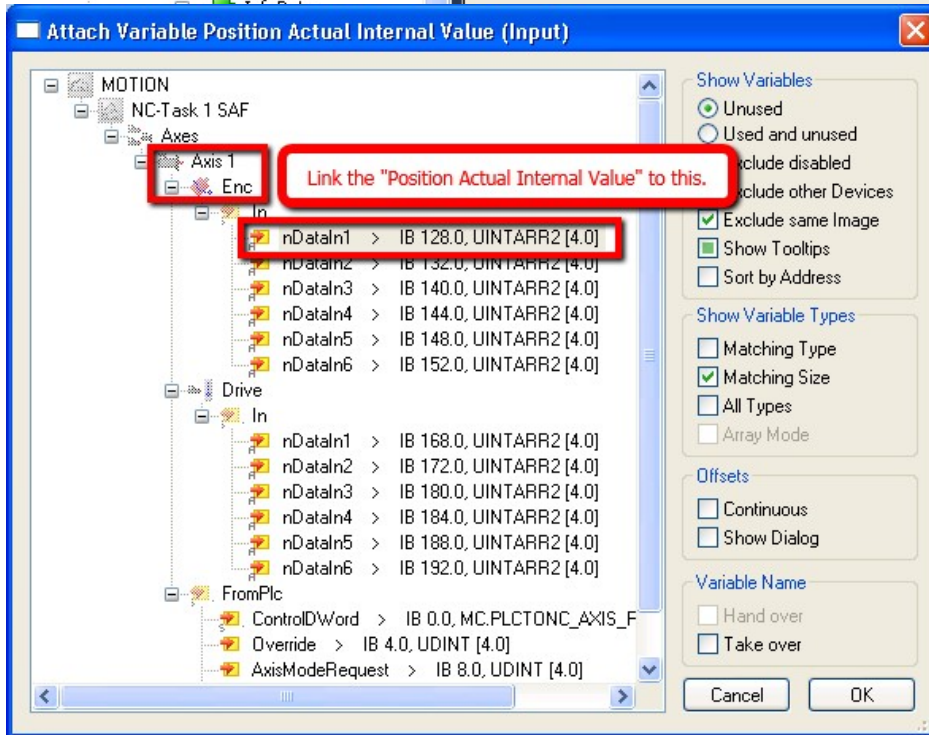 Attach Variable Position Actual Internal Value (Input)
MOTION
NC-Task 1 SAF
Axes
Axis 1
Enc
In
nDataIn1 > IB 128.0, UINTARR2 [4.0]
nDataIn2 > IB 132.0, UINTARR2 [4.0]
nDataIn3 > IB 140.0, UINTARR2 [4.0]
nDataIn4 > IB 144.0, UINTARR2 [4.0]
nDataIn5 > IB 148.0, UINTARR2 [4.0]
nDataIn6 > IB 152.0, UINTARR2 [4.0]
Drive
In
nDataIn1 > IB 168.0, UINTARR2 [4.0]
nDataIn2 > IB 172.0, UINTARR2 [4.0]
nDataIn3 > IB 180.0, UINTARR2 [4.0]
nDataIn4 > IB 184.0, UINTARR2 [4.0]
nDataIn5 > IB 188.0, UINTARR2 [4.0]
nDataIn6 > IB 192.0, UINTARR2 [4.0]
FromPlc
ControlDWord > IB 0.0, MC.PLCTONC_AXIS_F
Override > IB 4.0, UDINT [4.0]
AxisModeRequest > IB 8.0, UDINT [4.0]
Link the "Position Actual Internal Value" to this.
Show Variables
Unused
Used and unused
xclude disabled
xclude other Devices
Exclude same Image
Show Tooltips
Sort by Address
Show Variable Types
Matching Type
Matching Size
All Types
Array Mode
Offsets
Continuous
Show Dialog
Variable Name
Hand over
Take over
Cancel
OK